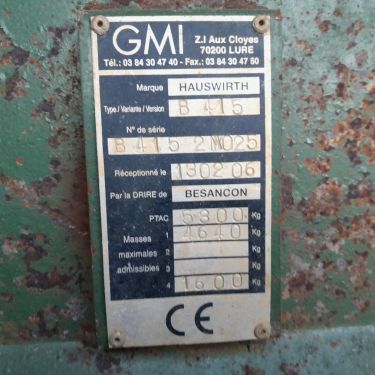 GMI Z.I Aux Cloyes
70200 LURE
Tél.: 03 84 30 47 40 - Fax.: 03 84 30 47 50
Marque HAUSWIRTH
Type./ Variante / Version B 415
N° de série
B 415 2N025
Réceptionné le 130206
Par la DRIRE de BESANCON
PTAC 5800 Kg
Masses 1 4640 Kg
maximales 2 Kg
admissibles 3 Kg
4 1600 Kg
CE